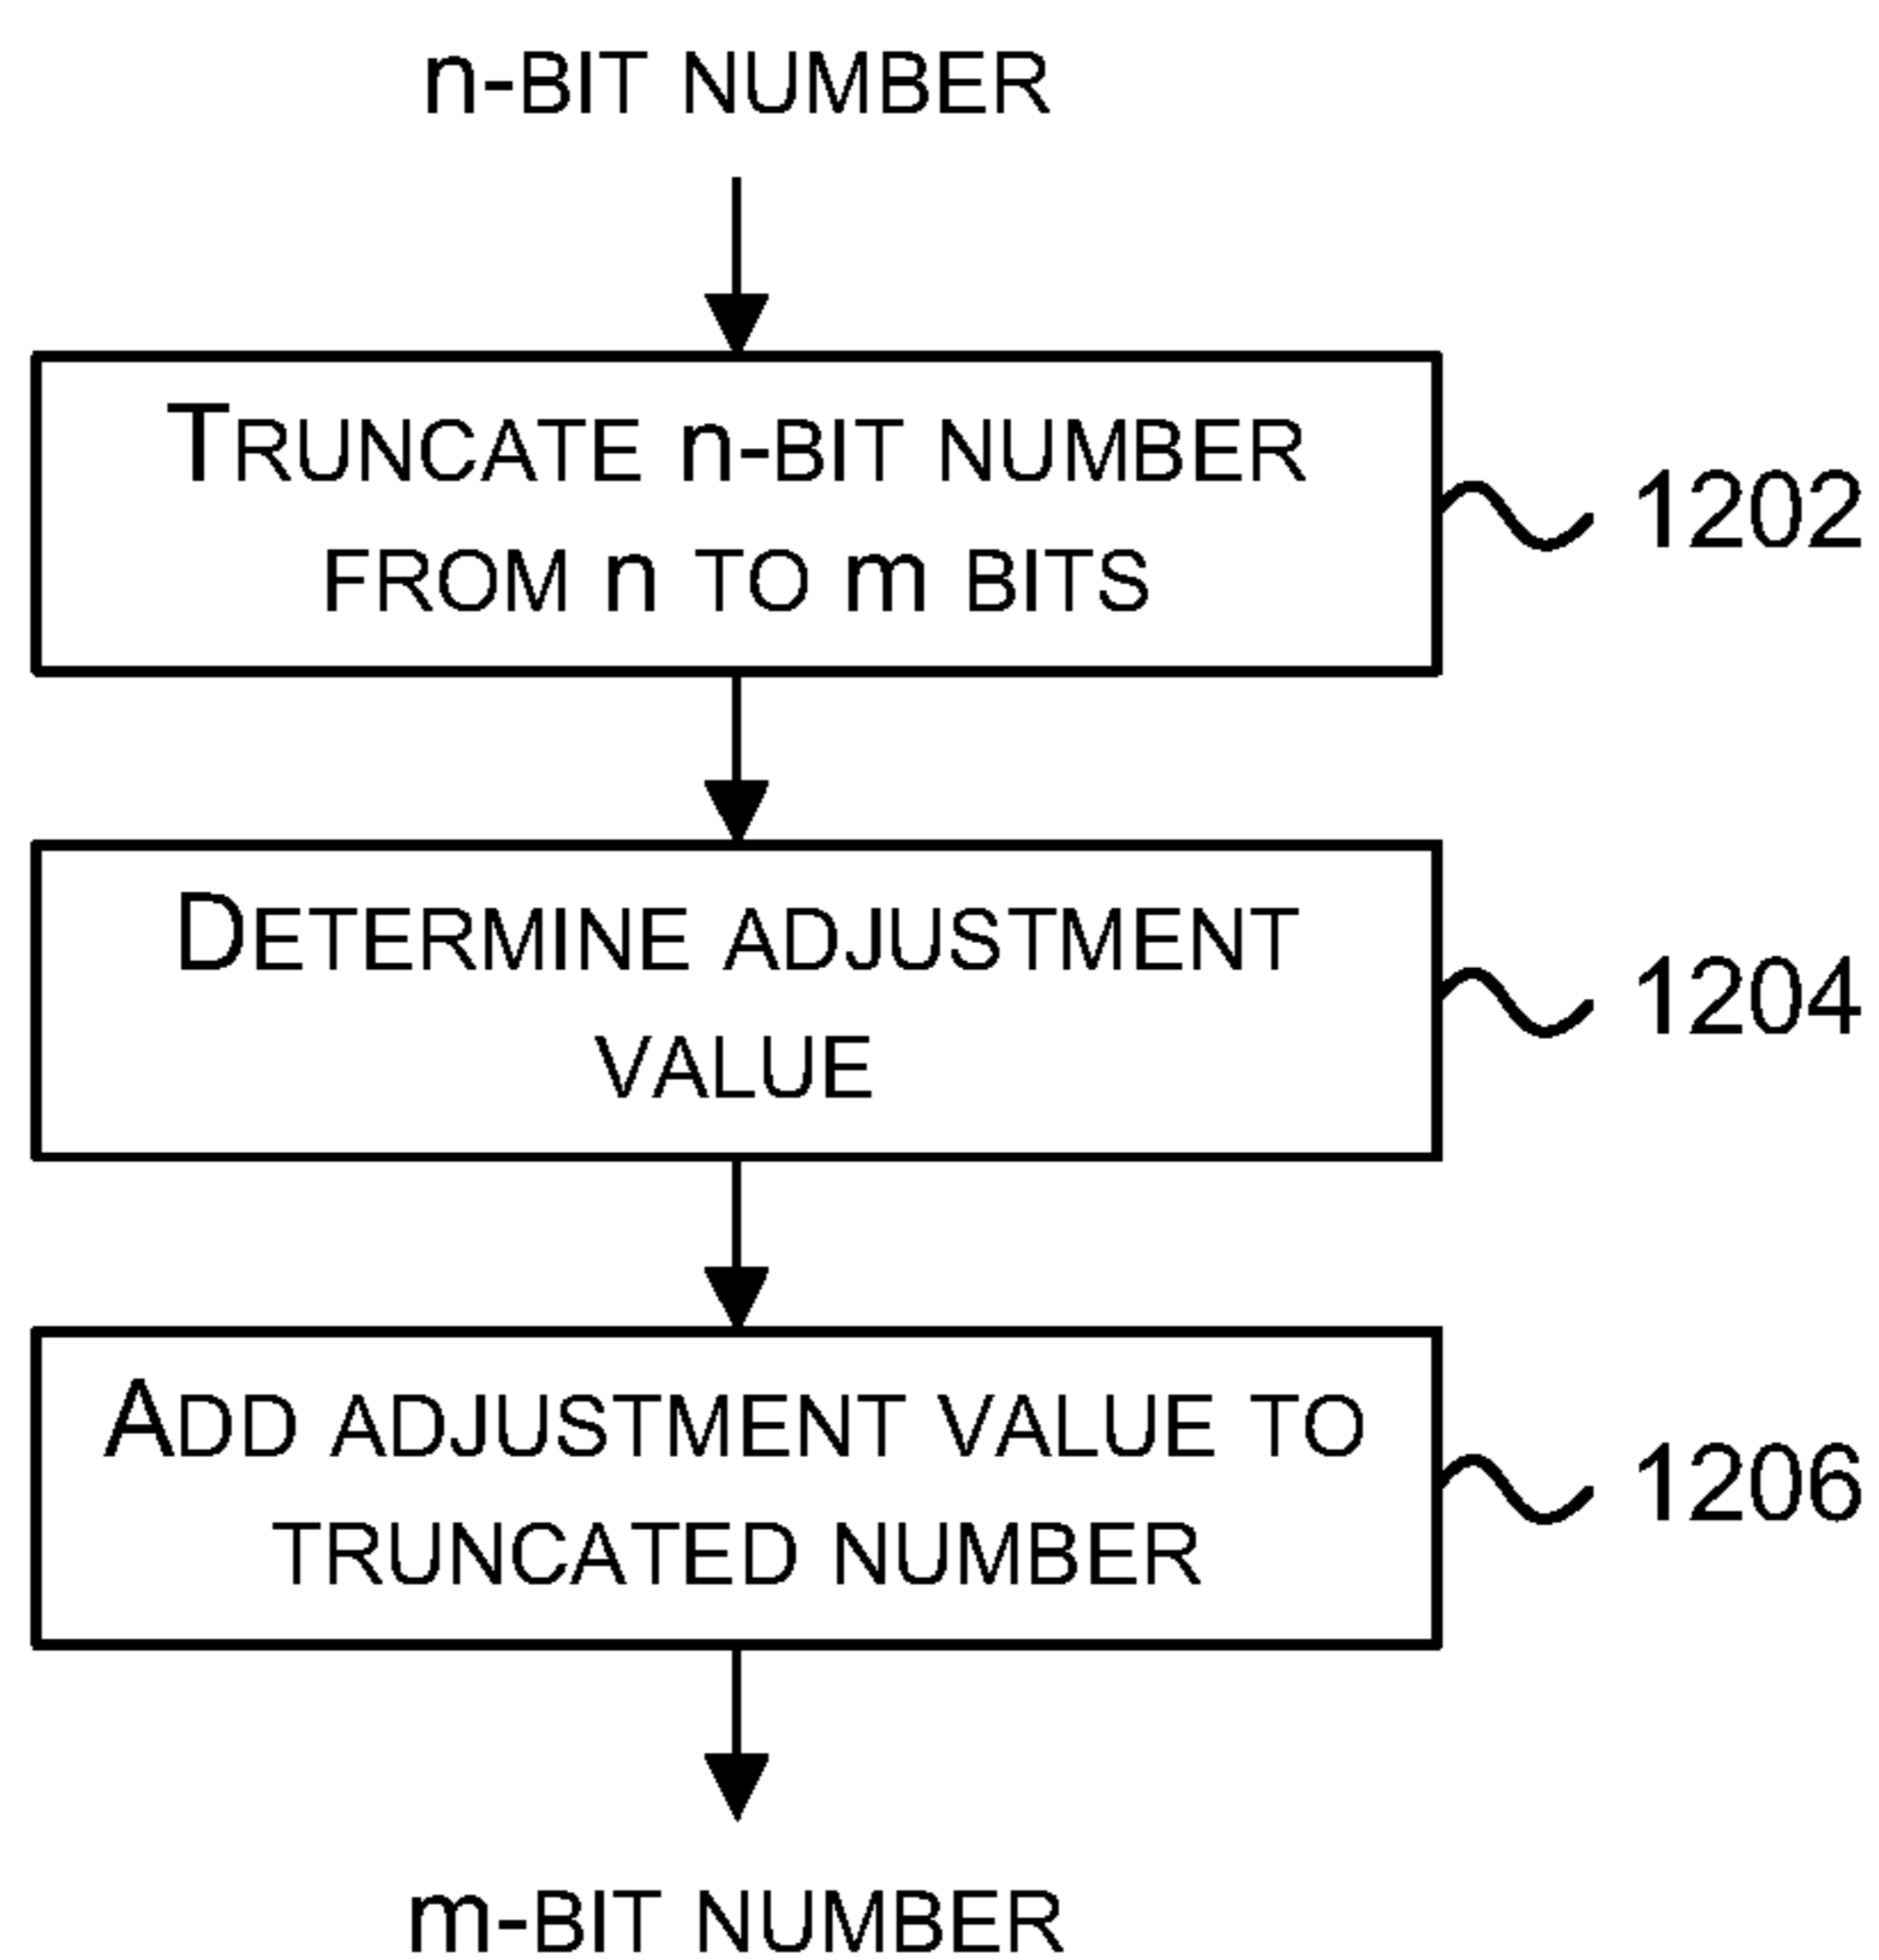 n-BIT NUMBER
TRUNCATE n-BIT NUMBER
FROM n TO m BITS
1202
DETERMINE ADJUSTMENT
VALUE
1204
ADD ADJUSTMENT VALUE TO
TRUNCATED NUMBER
1206
m-BIT NUMBER